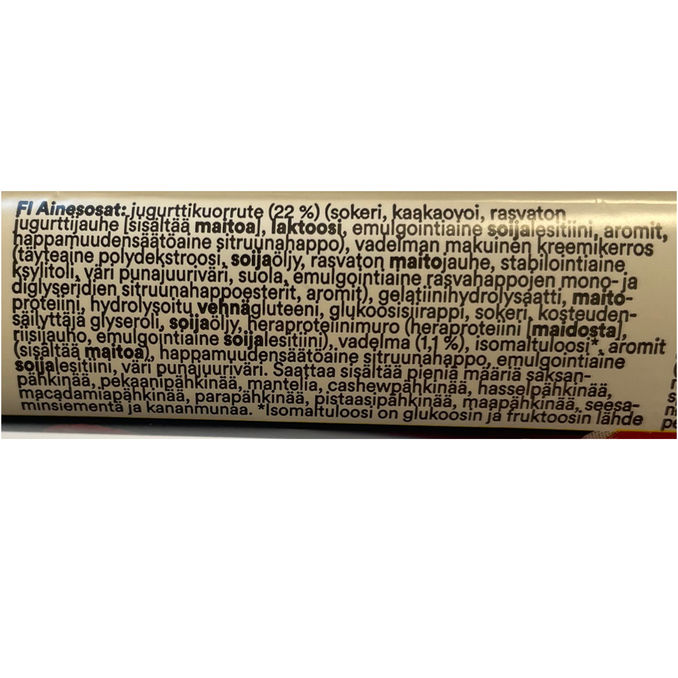 FI Ainesosat: jugurttikuorrute (22 %) (sokeri, kaakaovoi, rasvaton
jugurttijauhe [sisältää maitoa], laktoosi, emulgointiaine soijalesitiini, aromit,
happamuudensäätöaine sitruunahappo), vadelman makuinen kreemikerros
(täyteaine polydekstroosi, soijaöljy, rasvaton maitojauhe, stabilointiaine
ksylitoli, väri punajuuriväri, suola, emulgointiaine rasvahappojen mono- ja
diglyseridien sitruunahappoesterit, aromit), gelatiinihydrolysaatti, maito-
proteiini, hydrolysoitu vehnägluteeni, glukoosisiirappi, sokeri, kosteuden-
säilyttäjä glyseroli, soijaöljy, heraproteiinimuro (heraproteiini [maidosta],
riisijauho, emulgointiaine soijalesitiini), vadelma (1,1 %), isomaltuloosi*, aromit
(sisältää maitoa), happamuudensäätöaine sitruunahappo, emulgointiaine
soijalesitiini, väri punajuuriväri. Saattaa sisältää pieniä määriä saksan-
pähkinää, pekaanipähkinää, mantelia, cashewpähkinää, hasselpähkinää,
macadamiapähkinää, parapähkinää, pistaasipähkinää, maapähkinää, seesa-
minsiementä ja kananmunaa. *Isomaltuloosi on glukoosin ja fruktoosin lähde